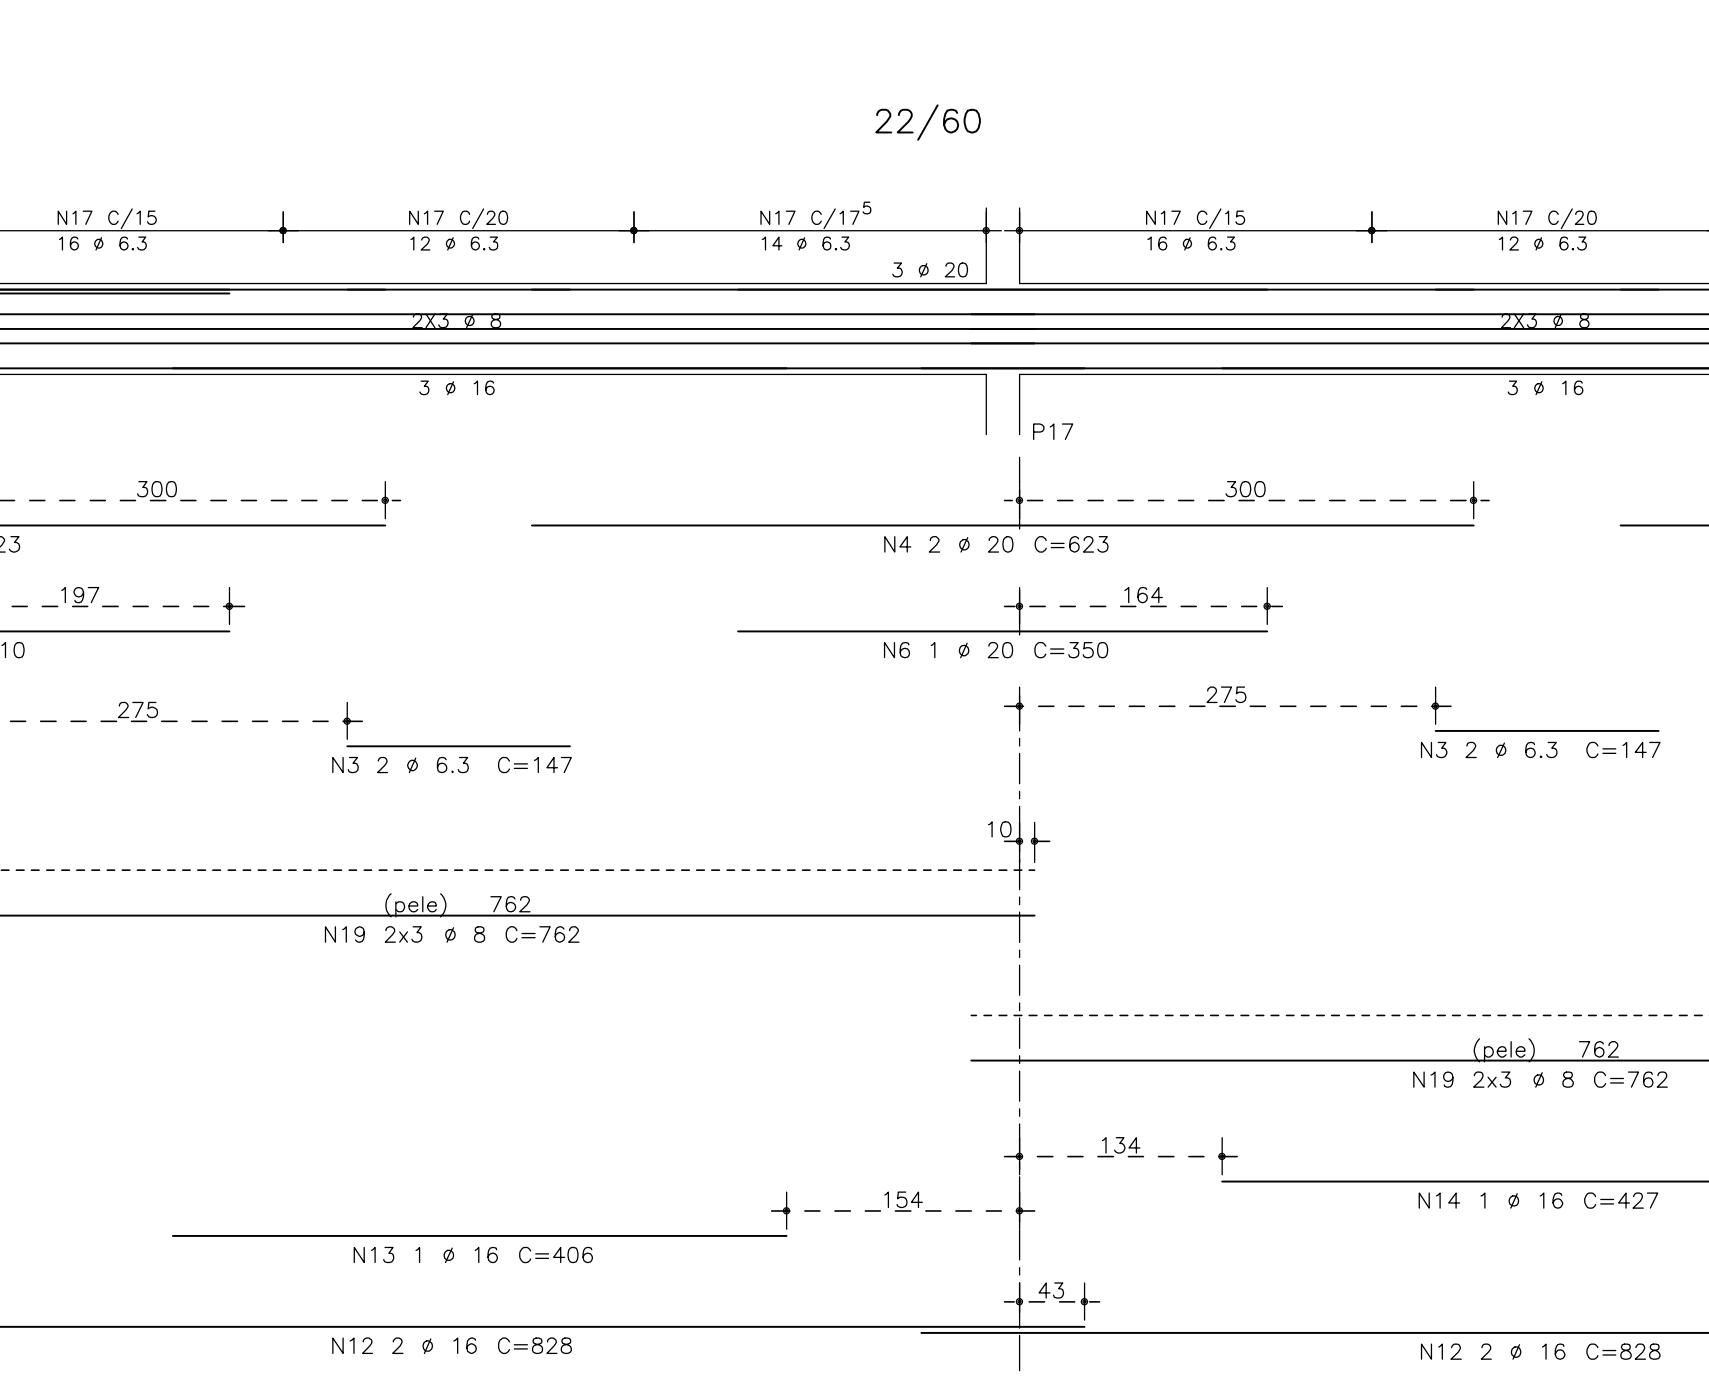 22/60
N17 C/15 N17 C/20 N17 C/17⁵ N17 C/15 N17 C/20
16 ø 6.3 12 ø 6.3 14 ø 6.3 16 ø 6.3 12 ø 6.3
3 ø 20
2X3 ø 8 2X3 ø 8
3 ø 16 3 ø 16
P17
300 300
23 N4 2 ø 20 C=623
197 164
10 N6 1 ø 20 C=350
275 275
N3 2 ø 6.3 C=147 N3 2 ø 6.3 C=147
10
(pele) 762
N19 2x3 ø 8 C=762
(pele) 762
N19 2x3 ø 8 C=762
134
N14 1 ø 16 C=427
154
N13 1 ø 16 C=406
43
N12 2 ø 16 C=828 N12 2 ø 16 C=828